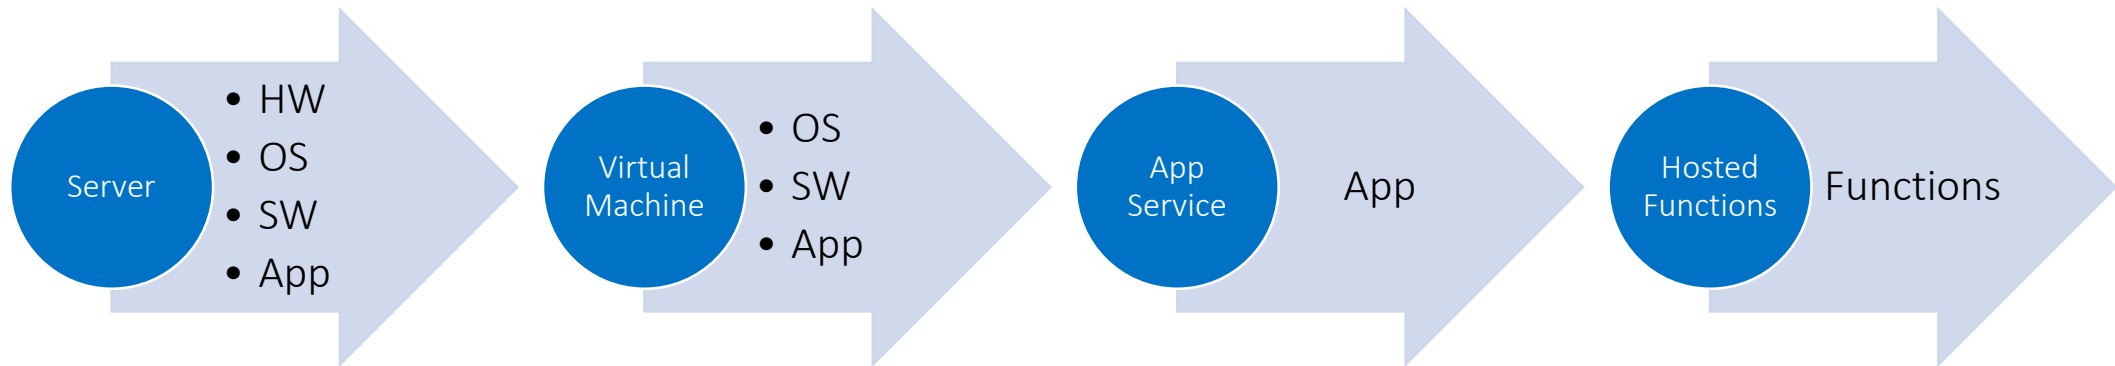 Server
• HW
• OS
• SW
• App
Virtual
Machine
• OS
• SW
• App
App
Service
App
Hosted
Functions
Functions